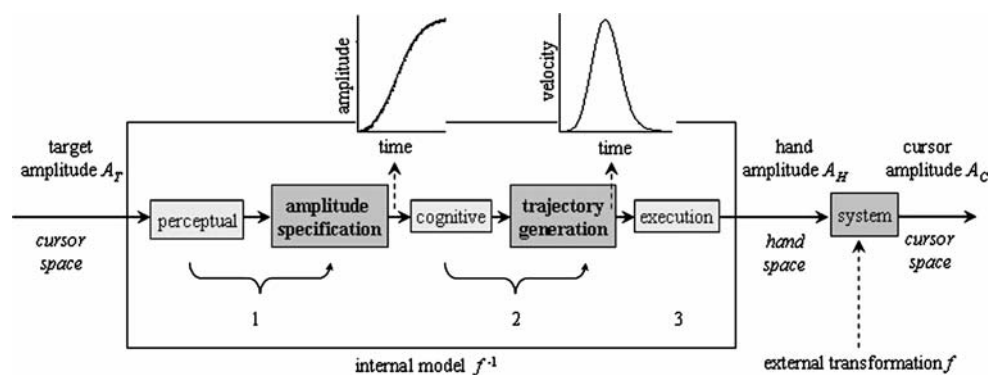 amplitude
time
velocity
time
target
amplitude A_T
cursor
space
perceptual
amplitude
specification
cognitive
trajectory
generation
execution
hand
amplitude A_H
hand
space
system
cursor
amplitude A_C
cursor
space
1
2
3
internal model f⁻¹
external transformation f